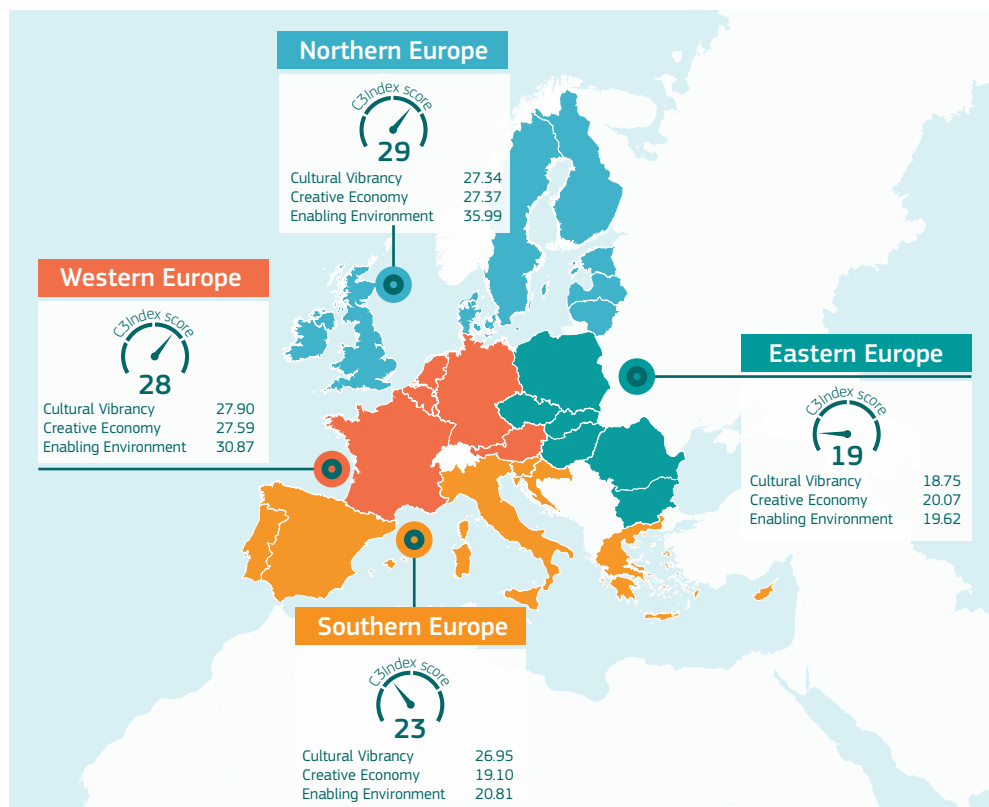 Northern Europe
C3Index score
29
Cultural Vibrancy 27.34
Creative Economy 27.37
Enabling Environment 35.99
Western Europe
C3Index score
28
Cultural Vibrancy 27.90
Creative Economy 27.59
Enabling Environment 30.87
Eastern Europe
C3Index score
19
Cultural Vibrancy 18.75
Creative Economy 20.07
Enabling Environment 19.62
Southern Europe
C3Index score
23
Cultural Vibrancy 26.95
Creative Economy 19.10
Enabling Environment 20.81